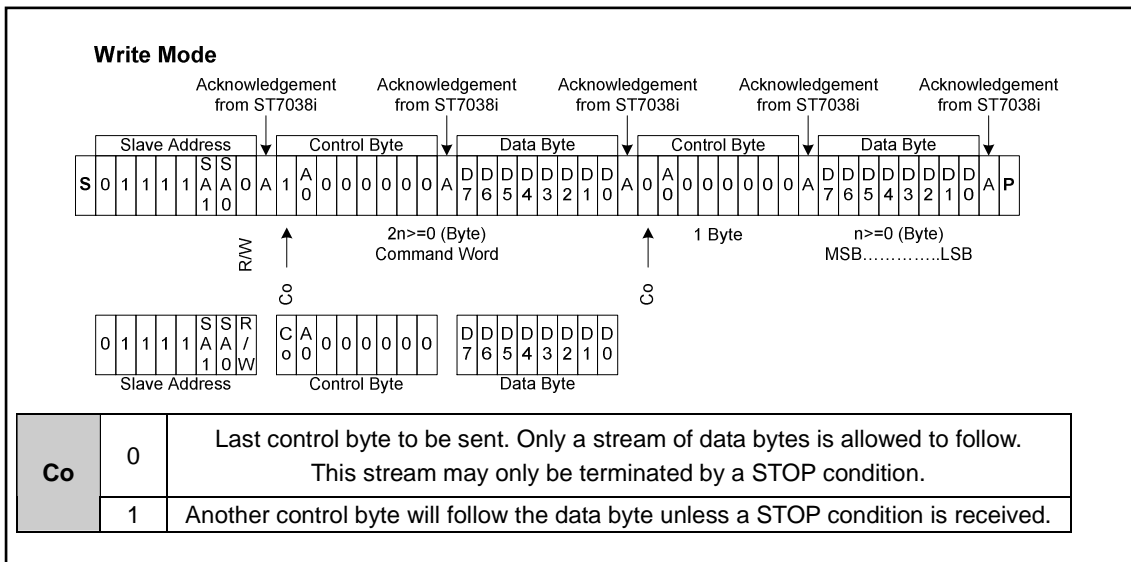 Write Mode
Acknowledgement from ST7038i
Acknowledgement from ST7038i
Acknowledgement from ST7038i
Acknowledgement from ST7038i
Acknowledgement from ST7038i
Slave Address Control Byte Data Byte Control Byte Data Byte
S 0 1 1 1 1 SA1 SA0 0 A 1 A0 0 0 0 0 0 0 A D7 D6 D5 D4 D3 D2 D1 D0 A 0 A0 0 0 0 0 0 0 A D7 D6 D5 D4 D3 D2 D1 D0 A P
R/W
Co
2n>=0 (Byte)
Command Word
Co
1 Byte
n>=0 (Byte)
MSB…………..LSB
0 1 1 1 1 SA1 SA0 R/W
Slave Address
Co A0 0 0 0 0 0 0
Control Byte
D7 D6 D5 D4 D3 D2 D1 D0
Data Byte
Co
0
Last control byte to be sent. Only a stream of data bytes is allowed to follow.
This stream may only be terminated by a STOP condition.
1
Another control byte will follow the data byte unless a STOP condition is received.